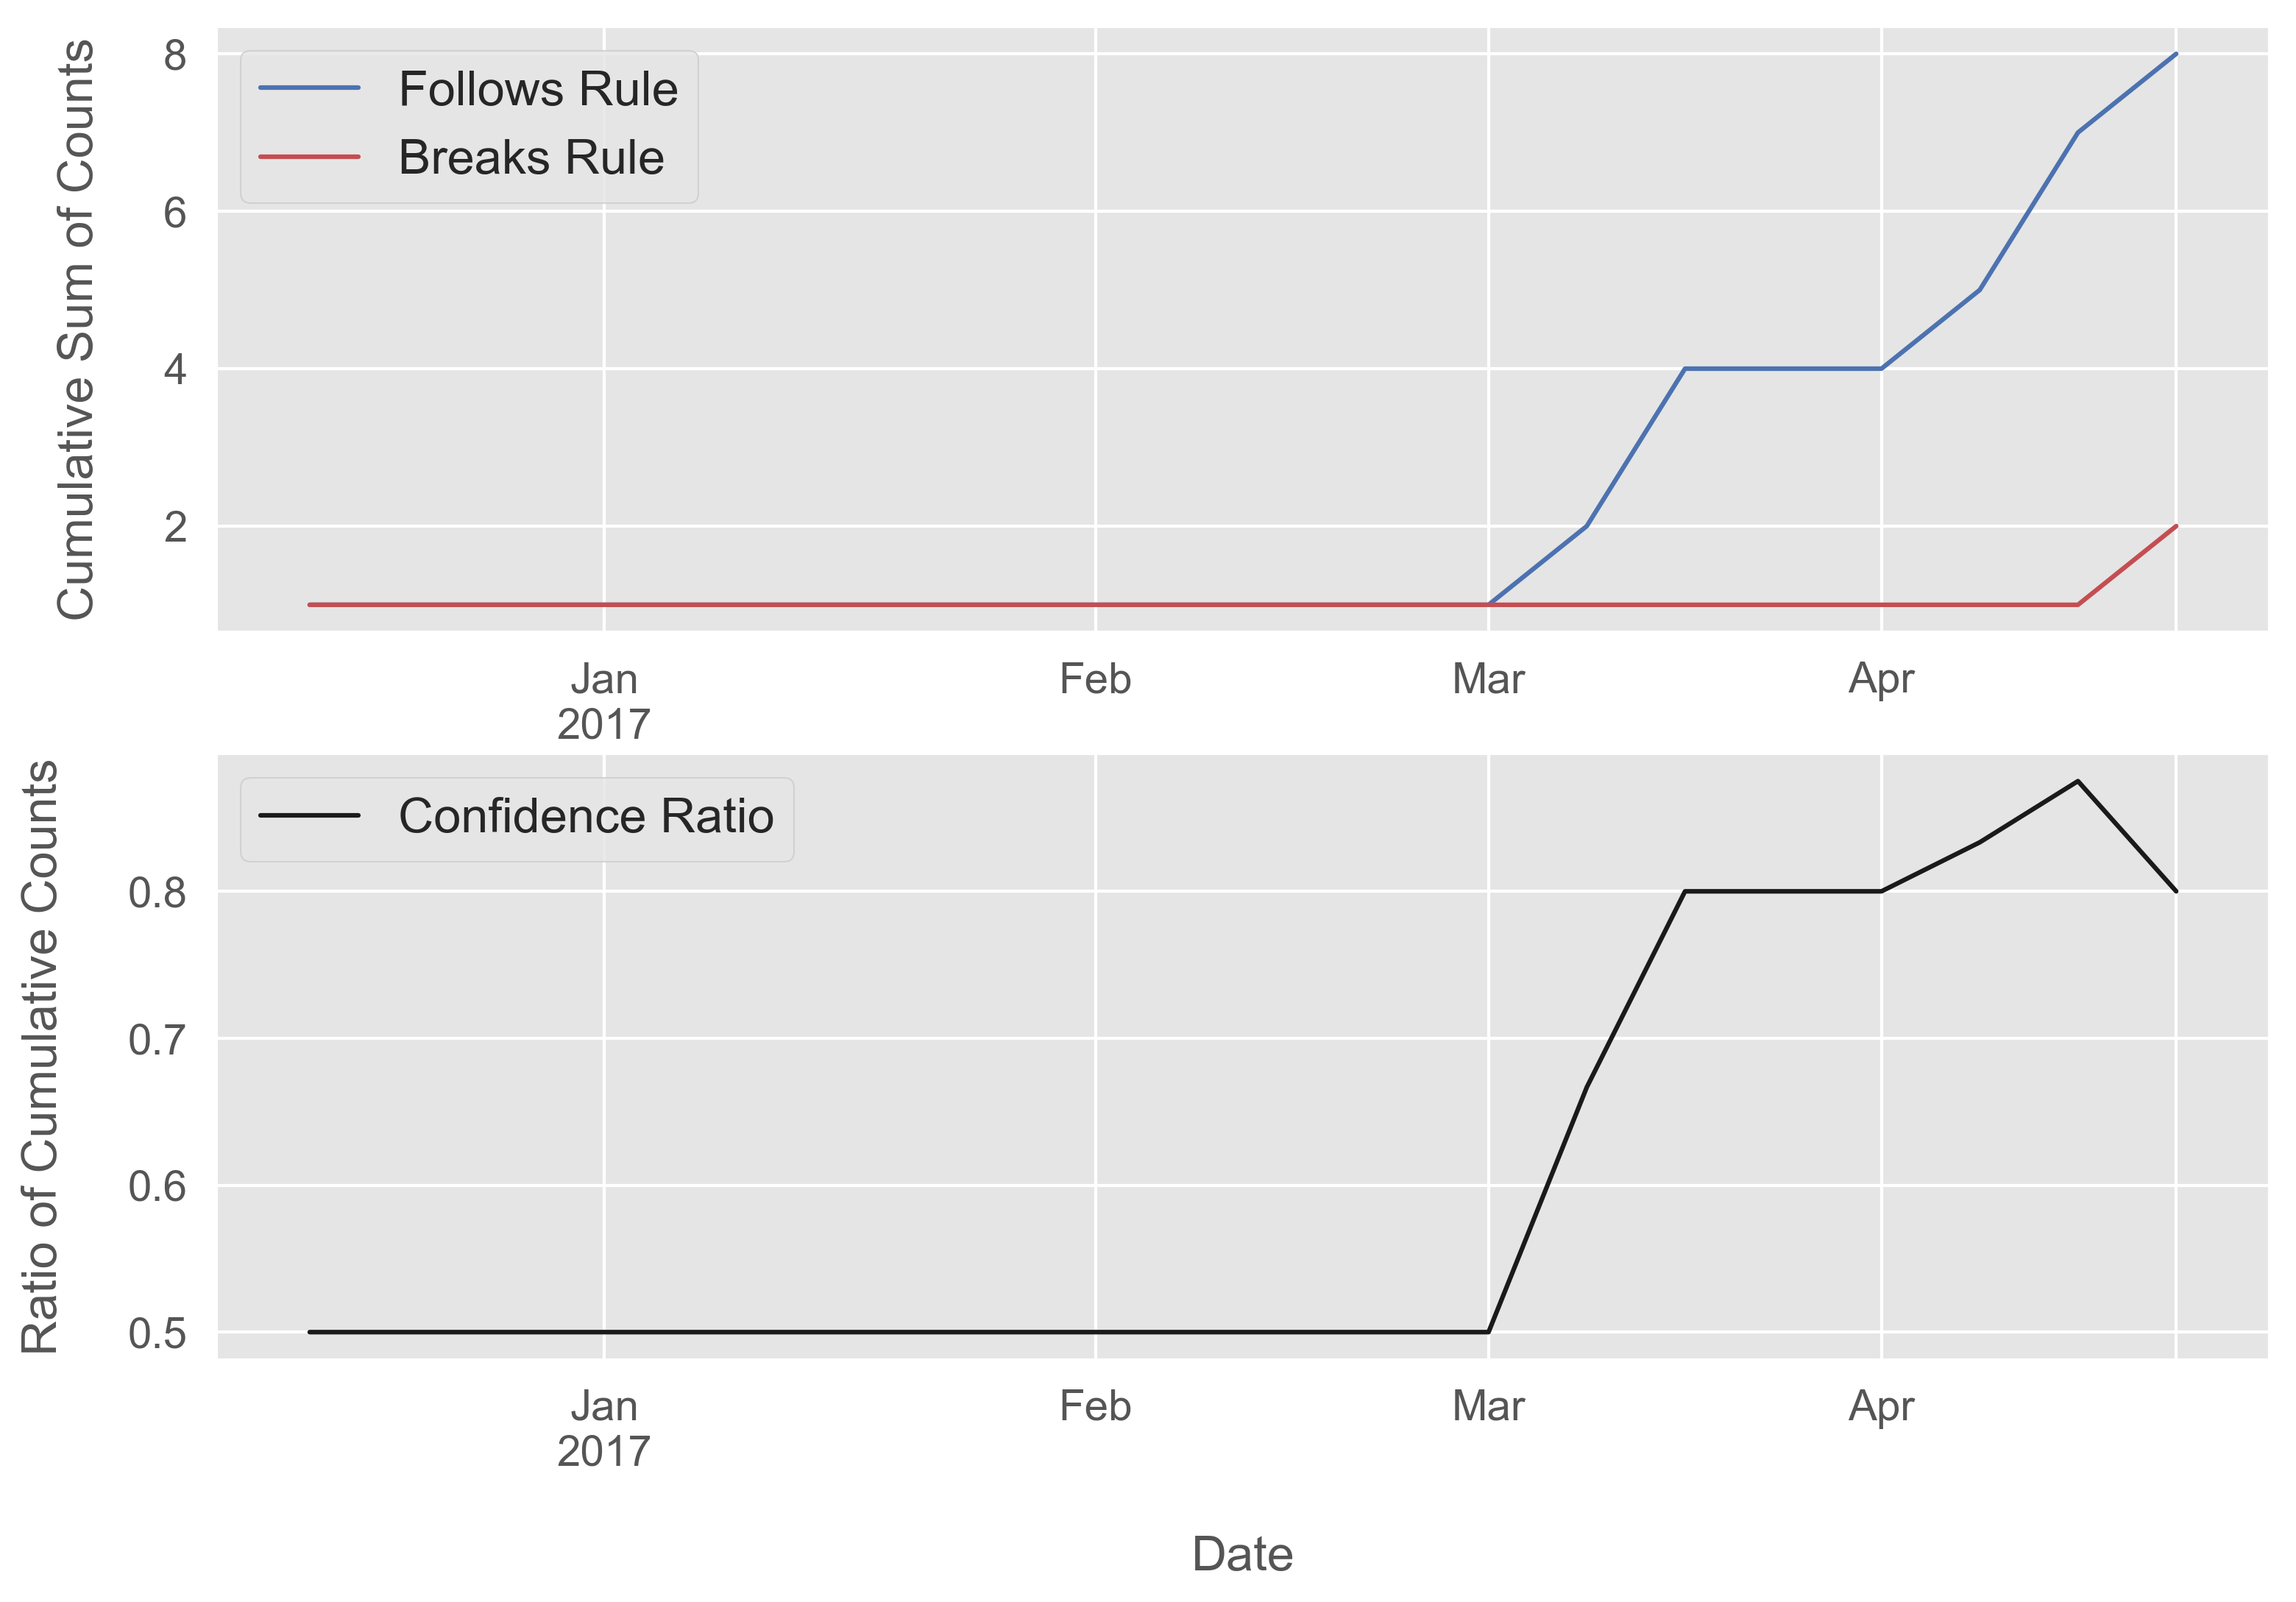 Cumulative Sum of Counts
8
6
4
2
Follows Rule
Breaks Rule
Jan
2017
Feb
Mar
Apr
Ratio of Cumulative Counts
0.8
0.7
0.6
0.5
Confidence Ratio
Jan
2017
Feb
Mar
Apr
Date